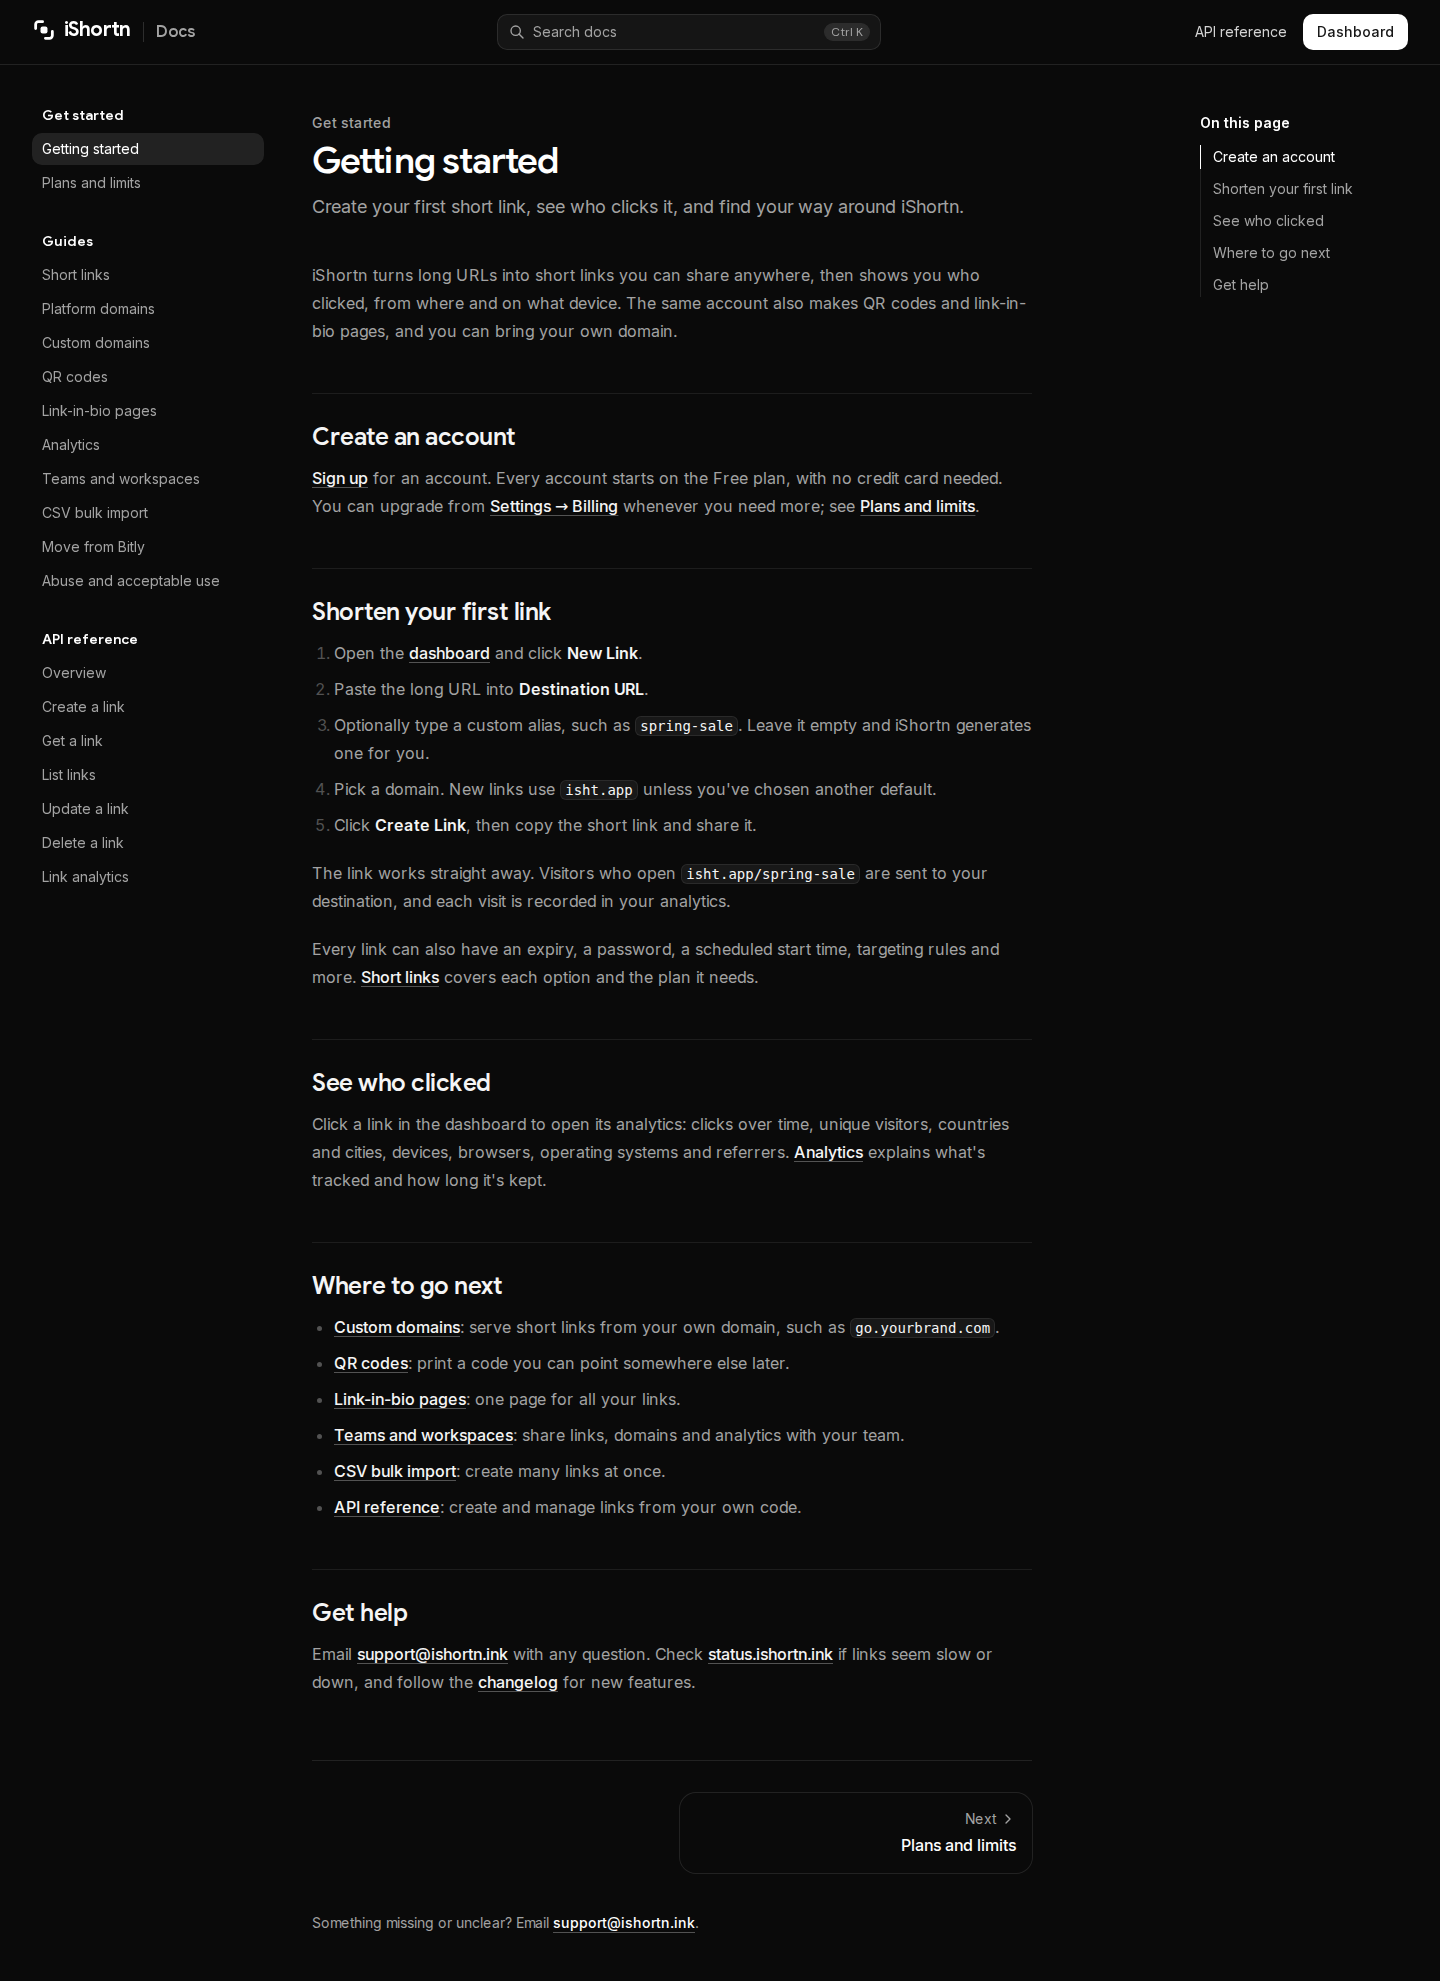 iShortn
Docs
Search docs
Ctrl K
API reference
Dashboard
Get started
Getting started
Plans and limits
Guides
Short links
Platform domains
Custom domains
QR codes
Link-in-bio pages
Analytics
Teams and workspaces
CSV bulk import
Move from Bitly
Abuse and acceptable use
API reference
Overview
Create a link
Get a link
List links
Update a link
Delete a link
Link analytics
Get started
Getting started
Create your first short link, see who clicks it, and find your way around iShortn.
iShortn turns long URLs into short links you can share anywhere, then shows you who
clicked, from where and on what device. The same account also makes QR codes and link-in-
bio pages, and you can bring your own domain.
Create an account
Sign up for an account. Every account starts on the Free plan, with no credit card needed.
You can upgrade from Settings → Billing whenever you need more; see Plans and limits.
Shorten your first link
1. Open the dashboard and click New Link.
2. Paste the long URL into Destination URL.
3. Optionally type a custom alias, such as spring-sale. Leave it empty and iShortn generates
one for you.
4. Pick a domain. New links use isht.app unless you've chosen another default.
5. Click Create Link, then copy the short link and share it.
The link works straight away. Visitors who open isht.app/spring-sale are sent to your
destination, and each visit is recorded in your analytics.
Every link can also have an expiry, a password, a scheduled start time, targeting rules and
more. Short links covers each option and the plan it needs.
See who clicked
Click a link in the dashboard to open its analytics: clicks over time, unique visitors, countries
and cities, devices, browsers, operating systems and referrers. Analytics explains what's
tracked and how long it's kept.
Where to go next
• Custom domains: serve short links from your own domain, such as go.yourbrand.com.
• QR codes: print a code you can point somewhere else later.
• Link-in-bio pages: one page for all your links.
• Teams and workspaces: share links, domains and analytics with your team.
• CSV bulk import: create many links at once.
• API reference: create and manage links from your own code.
Get help
Email support@ishortn.ink with any question. Check status.ishortn.ink if links seem slow or
down, and follow the changelog for new features.
Next
Plans and limits
Something missing or unclear? Email support@ishortn.ink.
On this page
Create an account
Shorten your first link
See who clicked
Where to go next
Get help